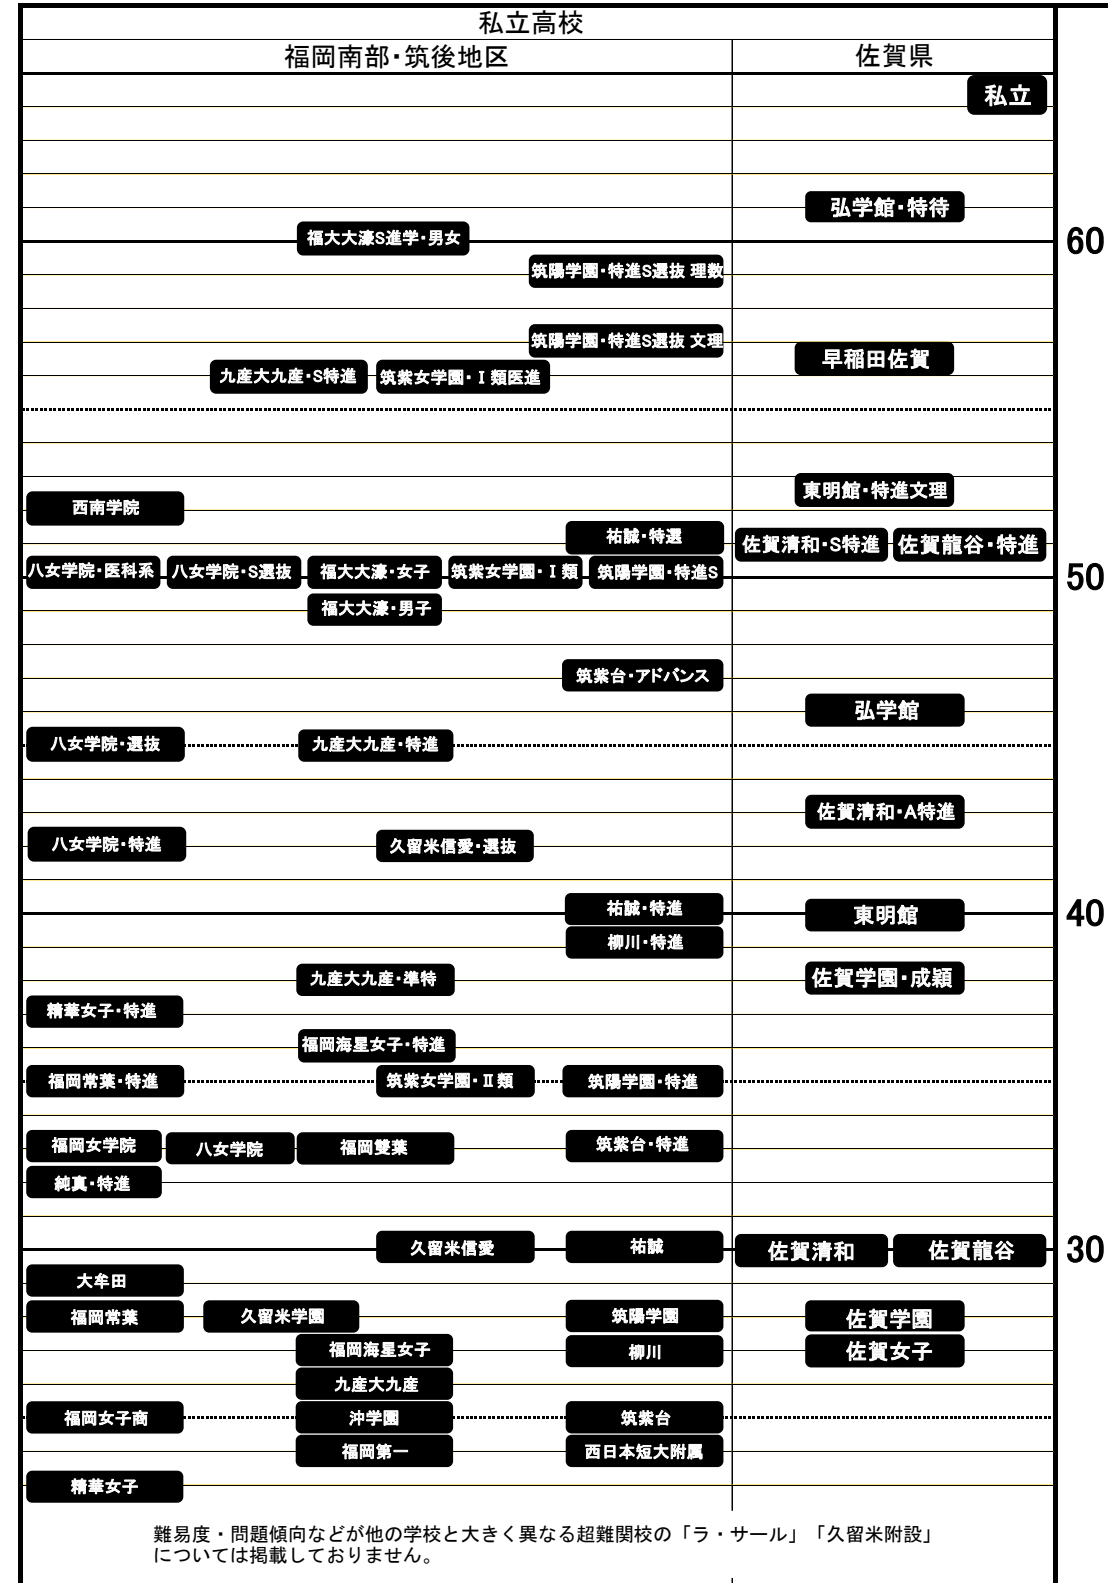 私立高校
福岡南部・筑後地区 佐賀県
私立
弘学館・特待
福大大濠S進学・男女 60
筑陽学園・特進S選抜 理数
筑陽学園・特進S選抜 文理
早稲田佐賀
九産大九産・S特進 筑紫女学園・Ⅰ類医進
東明館・特進文理
西南学院
祐誠・特選 佐賀清和・S特進 佐賀龍谷・特進
八女学院・医科系 八女学院・S選抜 福大大濠・女子 筑紫女学園・Ⅰ類 筑陽学園・特進S 50
福大大濠・男子
筑紫台・アドバンス
弘学館
八女学院・選抜 九産大九産・特進
佐賀清和・A特進
八女学院・特進 久留米信愛・選抜
祐誠・特進 東明館 40
柳川・特進
九産大九産・準特 佐賀学園・成穎
精華女子・特進
福岡海星女子・特進
福岡常葉・特進 筑紫女学園・Ⅱ類 筑陽学園・特進
福岡女学院 八女学院 福岡雙葉 筑紫台・特進
純真・特進
久留米信愛 祐誠 佐賀清和 佐賀龍谷 30
大牟田
福岡常葉 久留米学園 筑陽学園 佐賀学園
福岡海星女子 柳川 佐賀女子
九産大九産
福岡女子商 沖学園 筑紫台
福岡第一 西日本短大附属
精華女子
難易度・問題傾向などが他の学校と大きく異なる超難関校の「ラ・サール」「久留米附設」
については掲載しておりません。